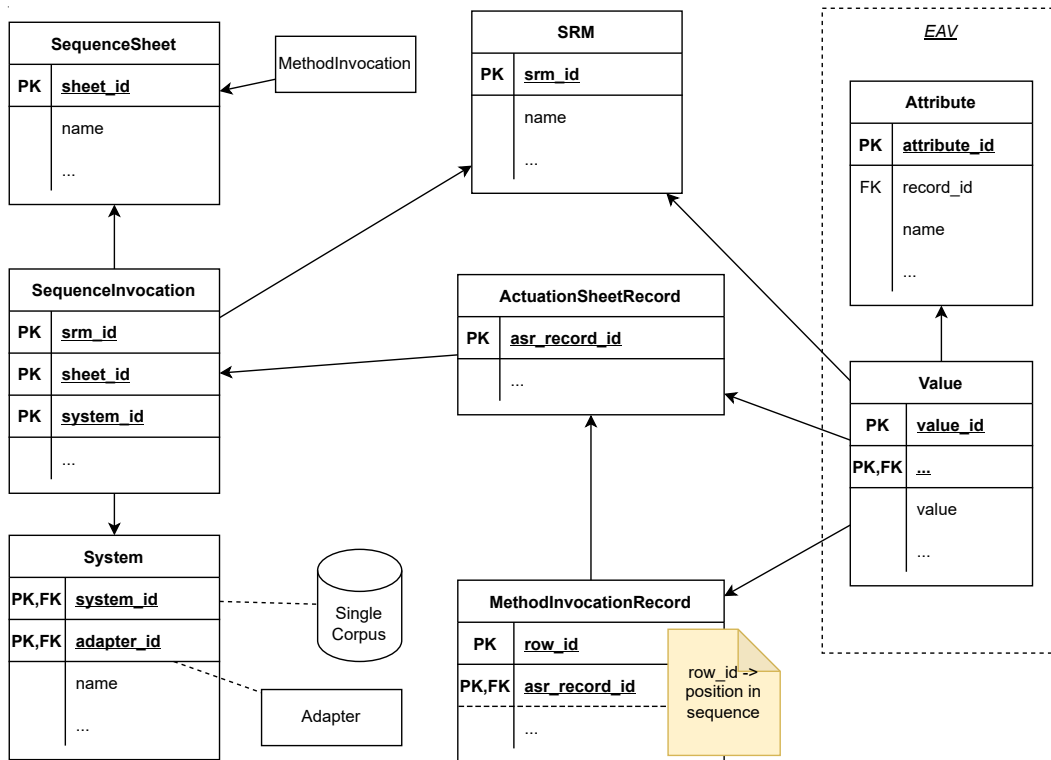 SequenceSheet
PK sheet_id
name
...
MethodInvocation
SRM
PK srm_id
name
...
EAV
Attribute
PK attribute_id
FK record_id
name
...
SequenceInvocation
PK srm_id
PK sheet_id
PK system_id
...
ActuationSheetRecord
PK asr_record_id
...
Value
PK value_id
PK,FK ...
value
...
System
PK,FK system_id
PK,FK adapter_id
name
...
Single
Corpus
Adapter
MethodInvocationRecord
PK row_id
PK,FK asr_record_id
...
row_id ->
position in
sequence